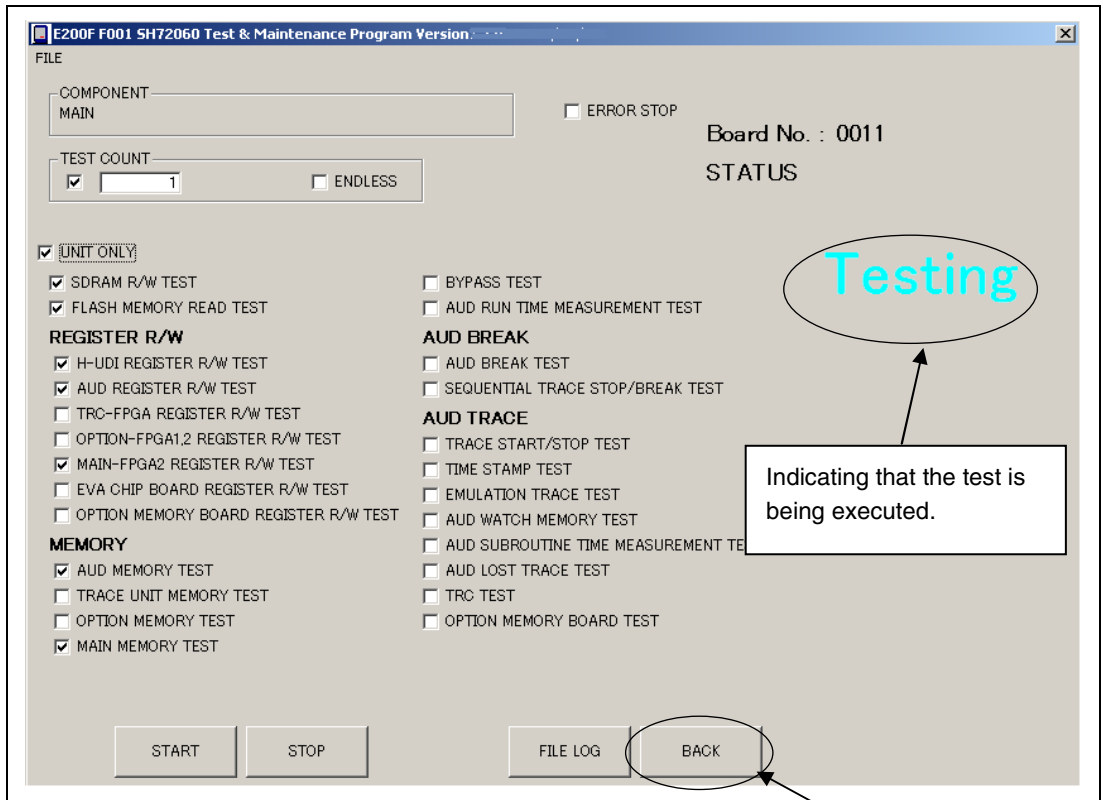 E200F F001 SH72060 Test & Maintenance Program Version
FILE
COMPONENT
MAIN
ERROR STOP
Board No. : 0011
TEST COUNT
1
ENDLESS
STATUS
UNIT ONLY
Testing
SDRAM R/W TEST
FLASH MEMORY READ TEST
REGISTER R/W
H-UDI REGISTER R/W TEST
AUD REGISTER R/W TEST
TRC-FPGA REGISTER R/W TEST
OPTION-FPGA1,2 REGISTER R/W TEST
MAIN-FPGA2 REGISTER R/W TEST
EVA CHIP BOARD REGISTER R/W TEST
OPTION MEMORY BOARD REGISTER R/W TEST
MEMORY
AUD MEMORY TEST
TRACE UNIT MEMORY TEST
OPTION MEMORY TEST
MAIN MEMORY TEST
BYPASS TEST
AUD RUN TIME MEASUREMENT TEST
AUD BREAK
AUD BREAK TEST
SEQUENTIAL TRACE STOP/BREAK TEST
AUD TRACE
TRACE START/STOP TEST
TIME STAMP TEST
EMULATION TRACE TEST
AUD WATCH MEMORY TEST
AUD SUBROUTINE TIME MEASUREMENT TE
AUD LOST TRACE TEST
TRC TEST
OPTION MEMORY BOARD TEST
Indicating that the test is
being executed.
START
STOP
FILE LOG
BACK